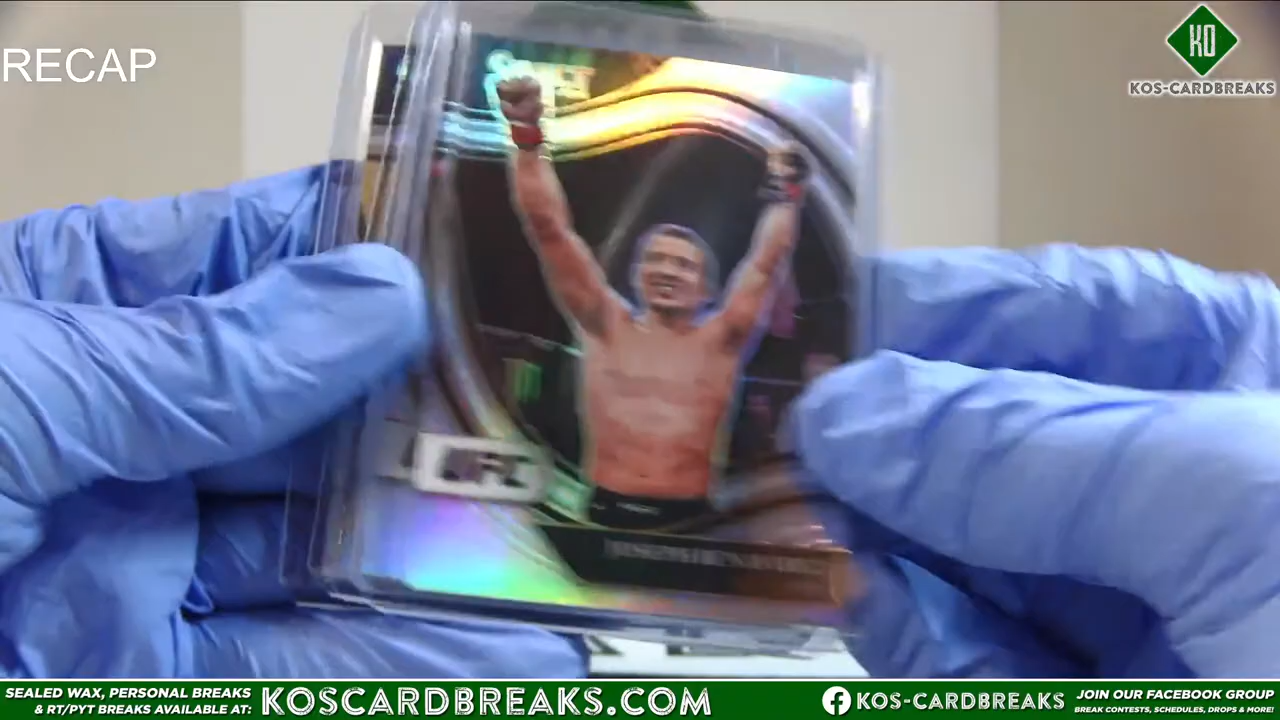 RECAP
KO
KOS-CARDBREAKS
UFC
SEALED WAX, PERSONAL BREAKS
& RT/PYT BREAKS AVAILABLE AT:
KOSCARDBREAKS.COM
KOS-CARDBREAKS
JOIN OUR FACEBOOK GROUP
BREAK CONTESTS, SCHEDULES, DROPS & MORE!